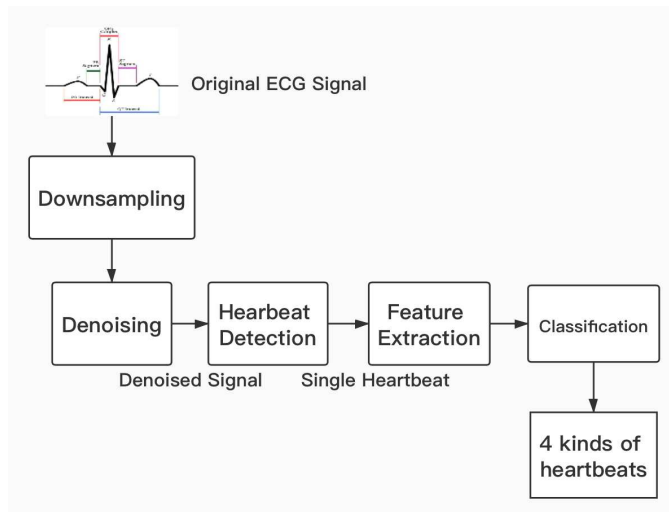 Original ECG Signal
Downsampling
Denoising
Hearbeat
Detection
Feature
Extraction
Classification
Denoised Signal
Single Heartbeat
4 kinds of
heartbeats